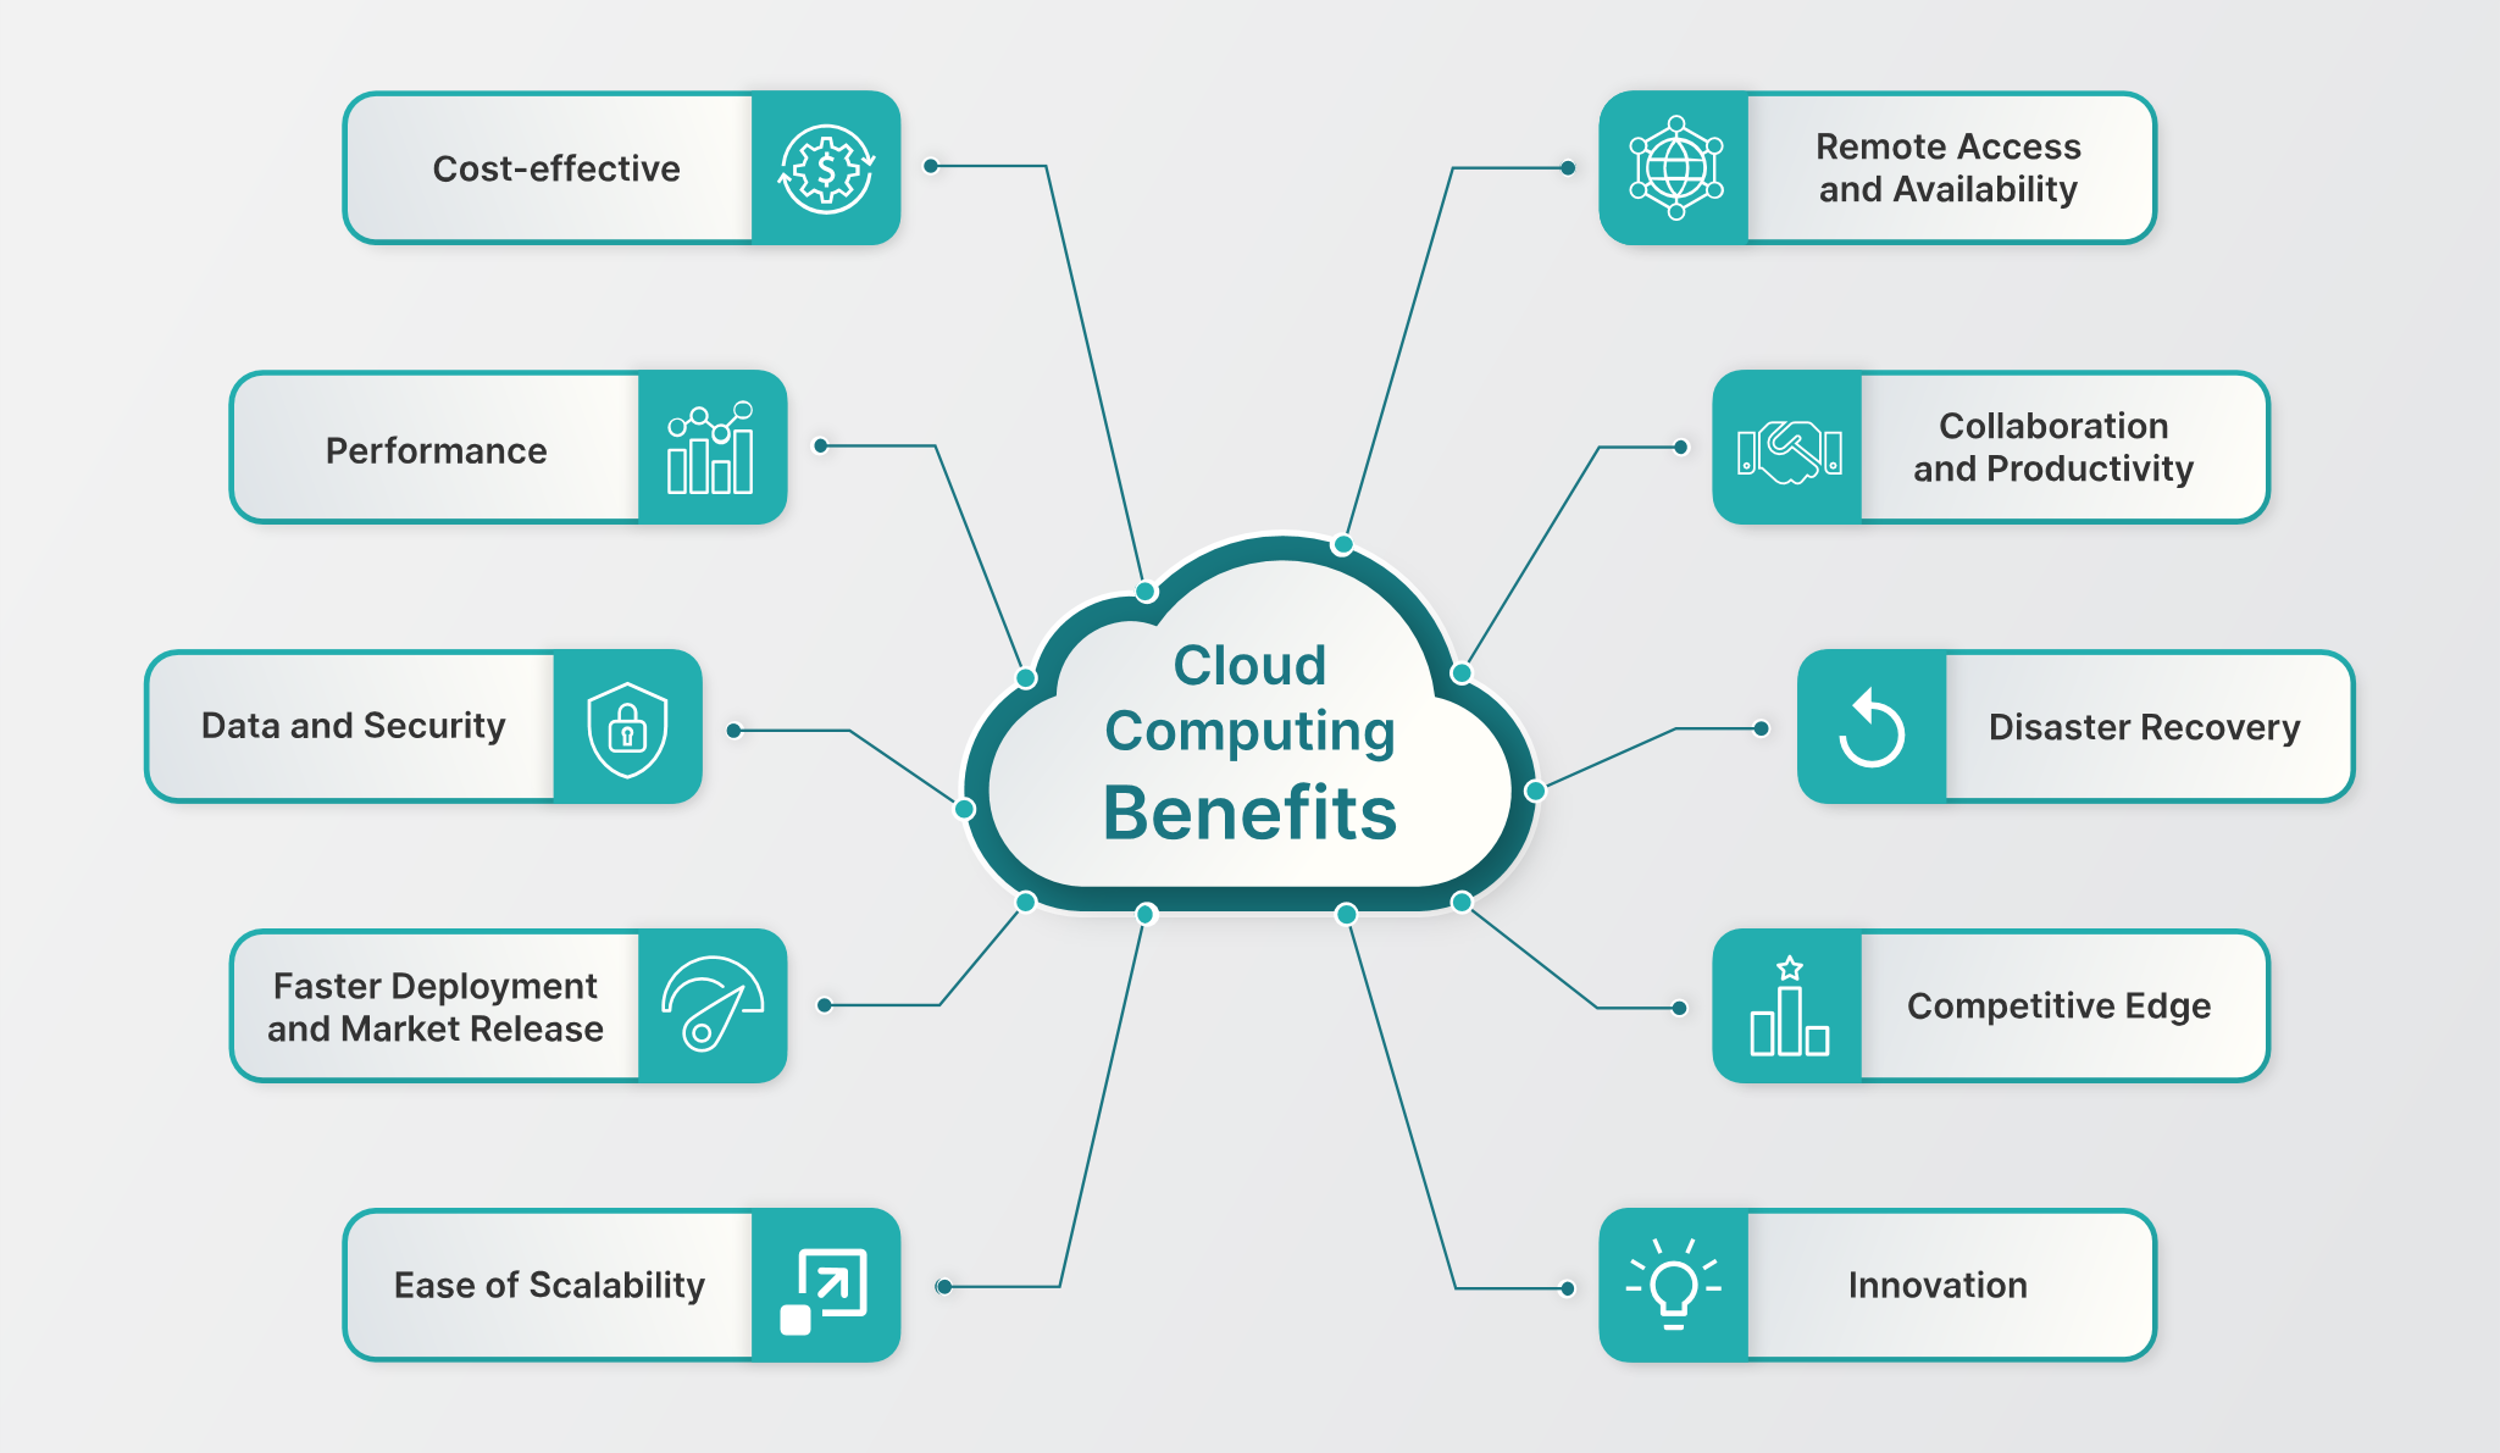 Cost-effective
Performance
Data and Security
Faster Deployment
and Market Release
Ease of Scalability
Cloud
Computing
Benefits
Remote Access
and Availability
Collaboration
and Productivity
Disaster Recovery
Competitive Edge
Innovation